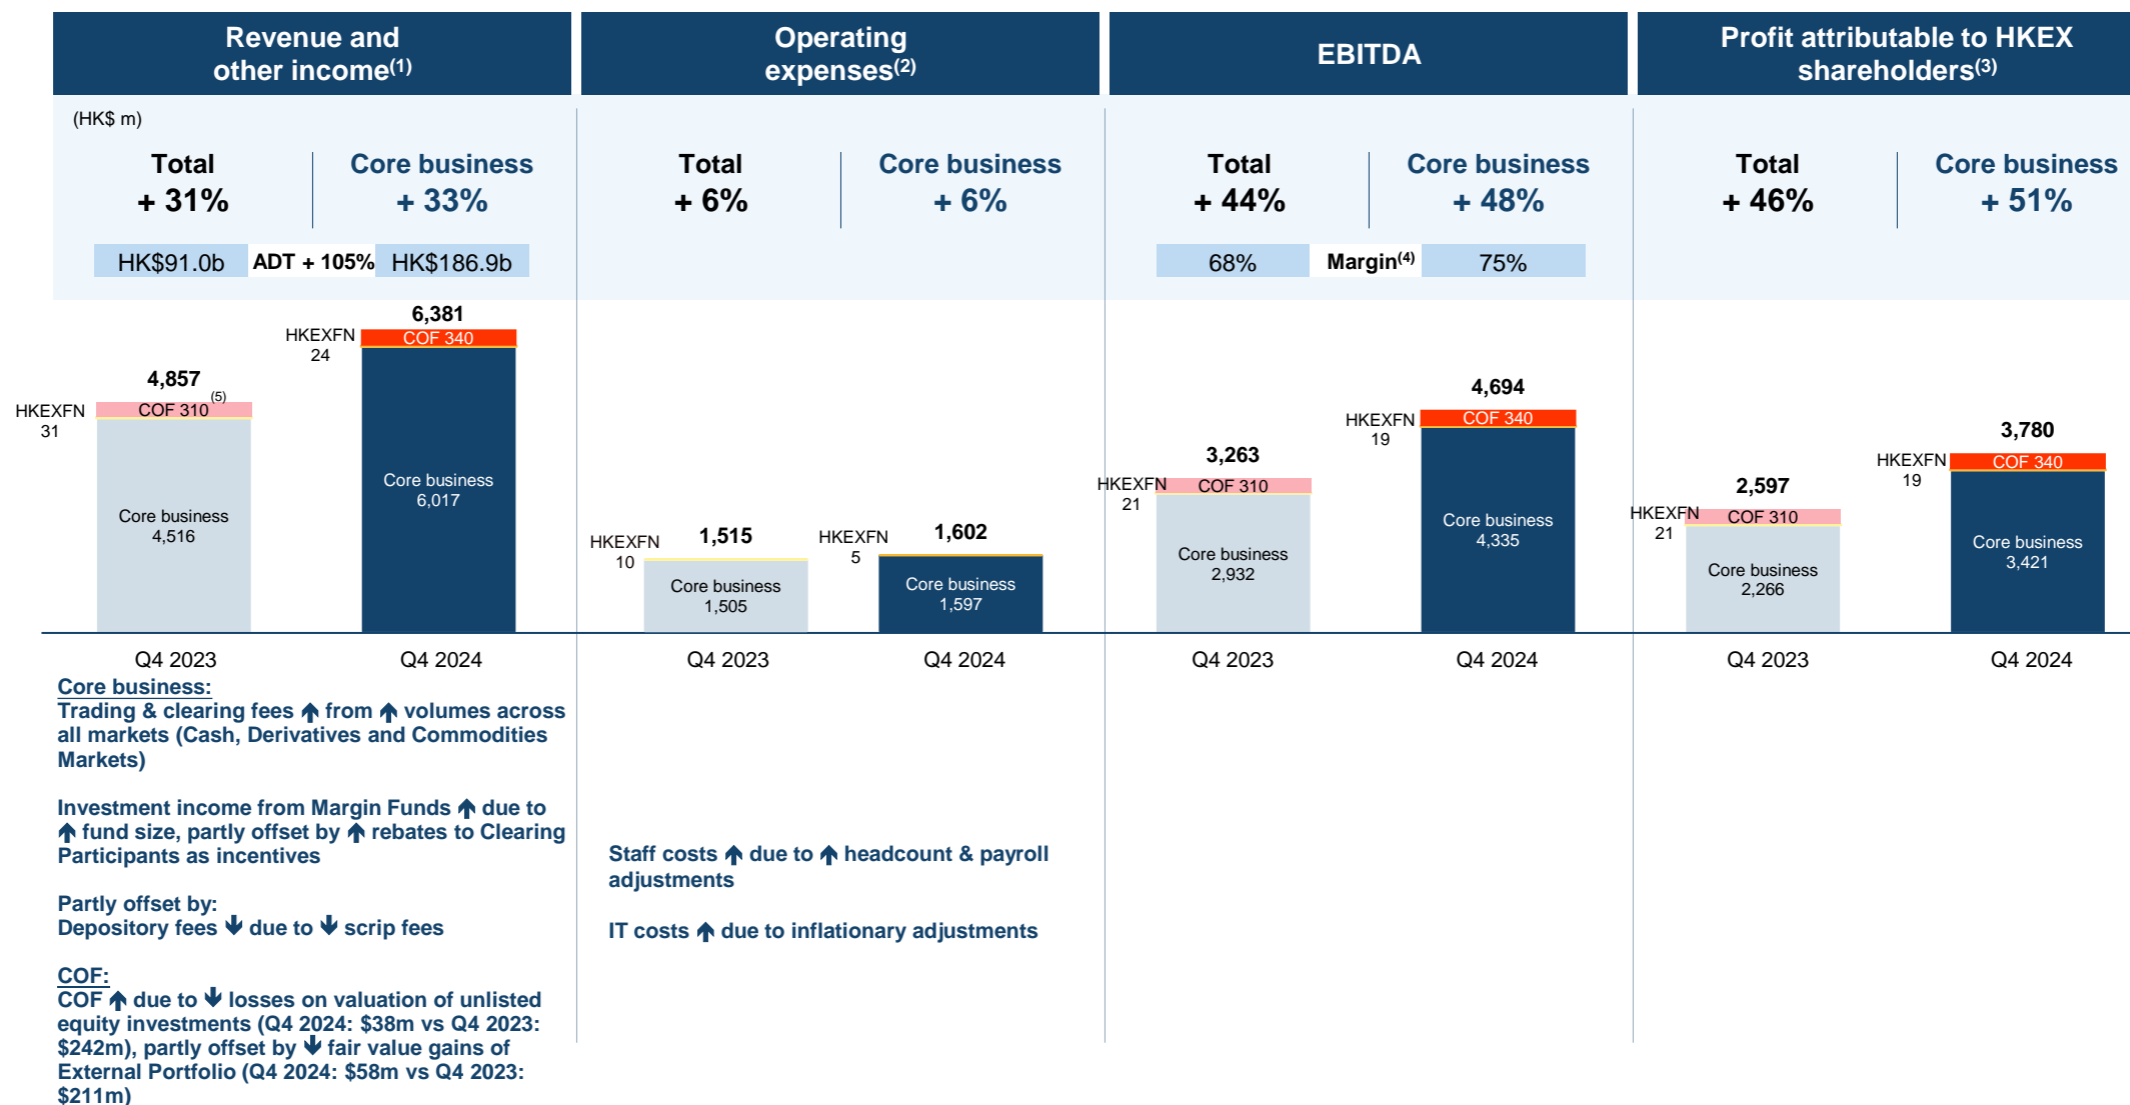 Revenue and
other income(1)
Operating
expenses(2)
EBITDA
Profit attributable to HKEX
shareholders(3)
(HK$ m)
Total
+ 31%
Core business
+ 33%
HK$91.0b
ADT + 105%
HK$186.9b
Total
+ 6%
Core business
+ 6%
Total
+ 44%
Core business
+ 48%
68%
Margin(4)
75%
Total
+ 46%
Core business
+ 51%
4,857
(5)
COF 310
HKEXFN
31
Core business
4,516
Q4 2023
6,381
COF 340
HKEXFN
24
Core business
6,017
Q4 2024
1,515
HKEXFN
10
Core business
1,505
Q4 2023
1,602
HKEXFN
5
Core business
1,597
Q4 2024
3,263
COF 310
HKEXFN
21
Core business
2,932
Q4 2023
4,694
COF 340
HKEXFN
19
Core business
4,335
Q4 2024
2,597
COF 310
HKEXFN
21
Core business
2,266
Q4 2023
3,780
COF 340
HKEXFN
19
Core business
3,421
Q4 2024
Core business:
Trading & clearing fees 🡹 from 🡹 volumes across
all markets (Cash, Derivatives and Commodities
Markets)
Investment income from Margin Funds 🡹 due to
🡹 fund size, partly offset by 🡹 rebates to Clearing
Participants as incentives
Partly offset by:
Depository fees 🡻 due to 🡻 scrip fees
COF:
COF 🡹 due to 🡻 losses on valuation of unlisted
equity investments (Q4 2024: $38m vs Q4 2023:
$242m), partly offset by 🡻 fair value gains of
External Portfolio (Q4 2024: $58m vs Q4 2023:
$211m)
Staff costs 🡹 due to 🡹 headcount & payroll
adjustments
IT costs 🡹 due to inflationary adjustments